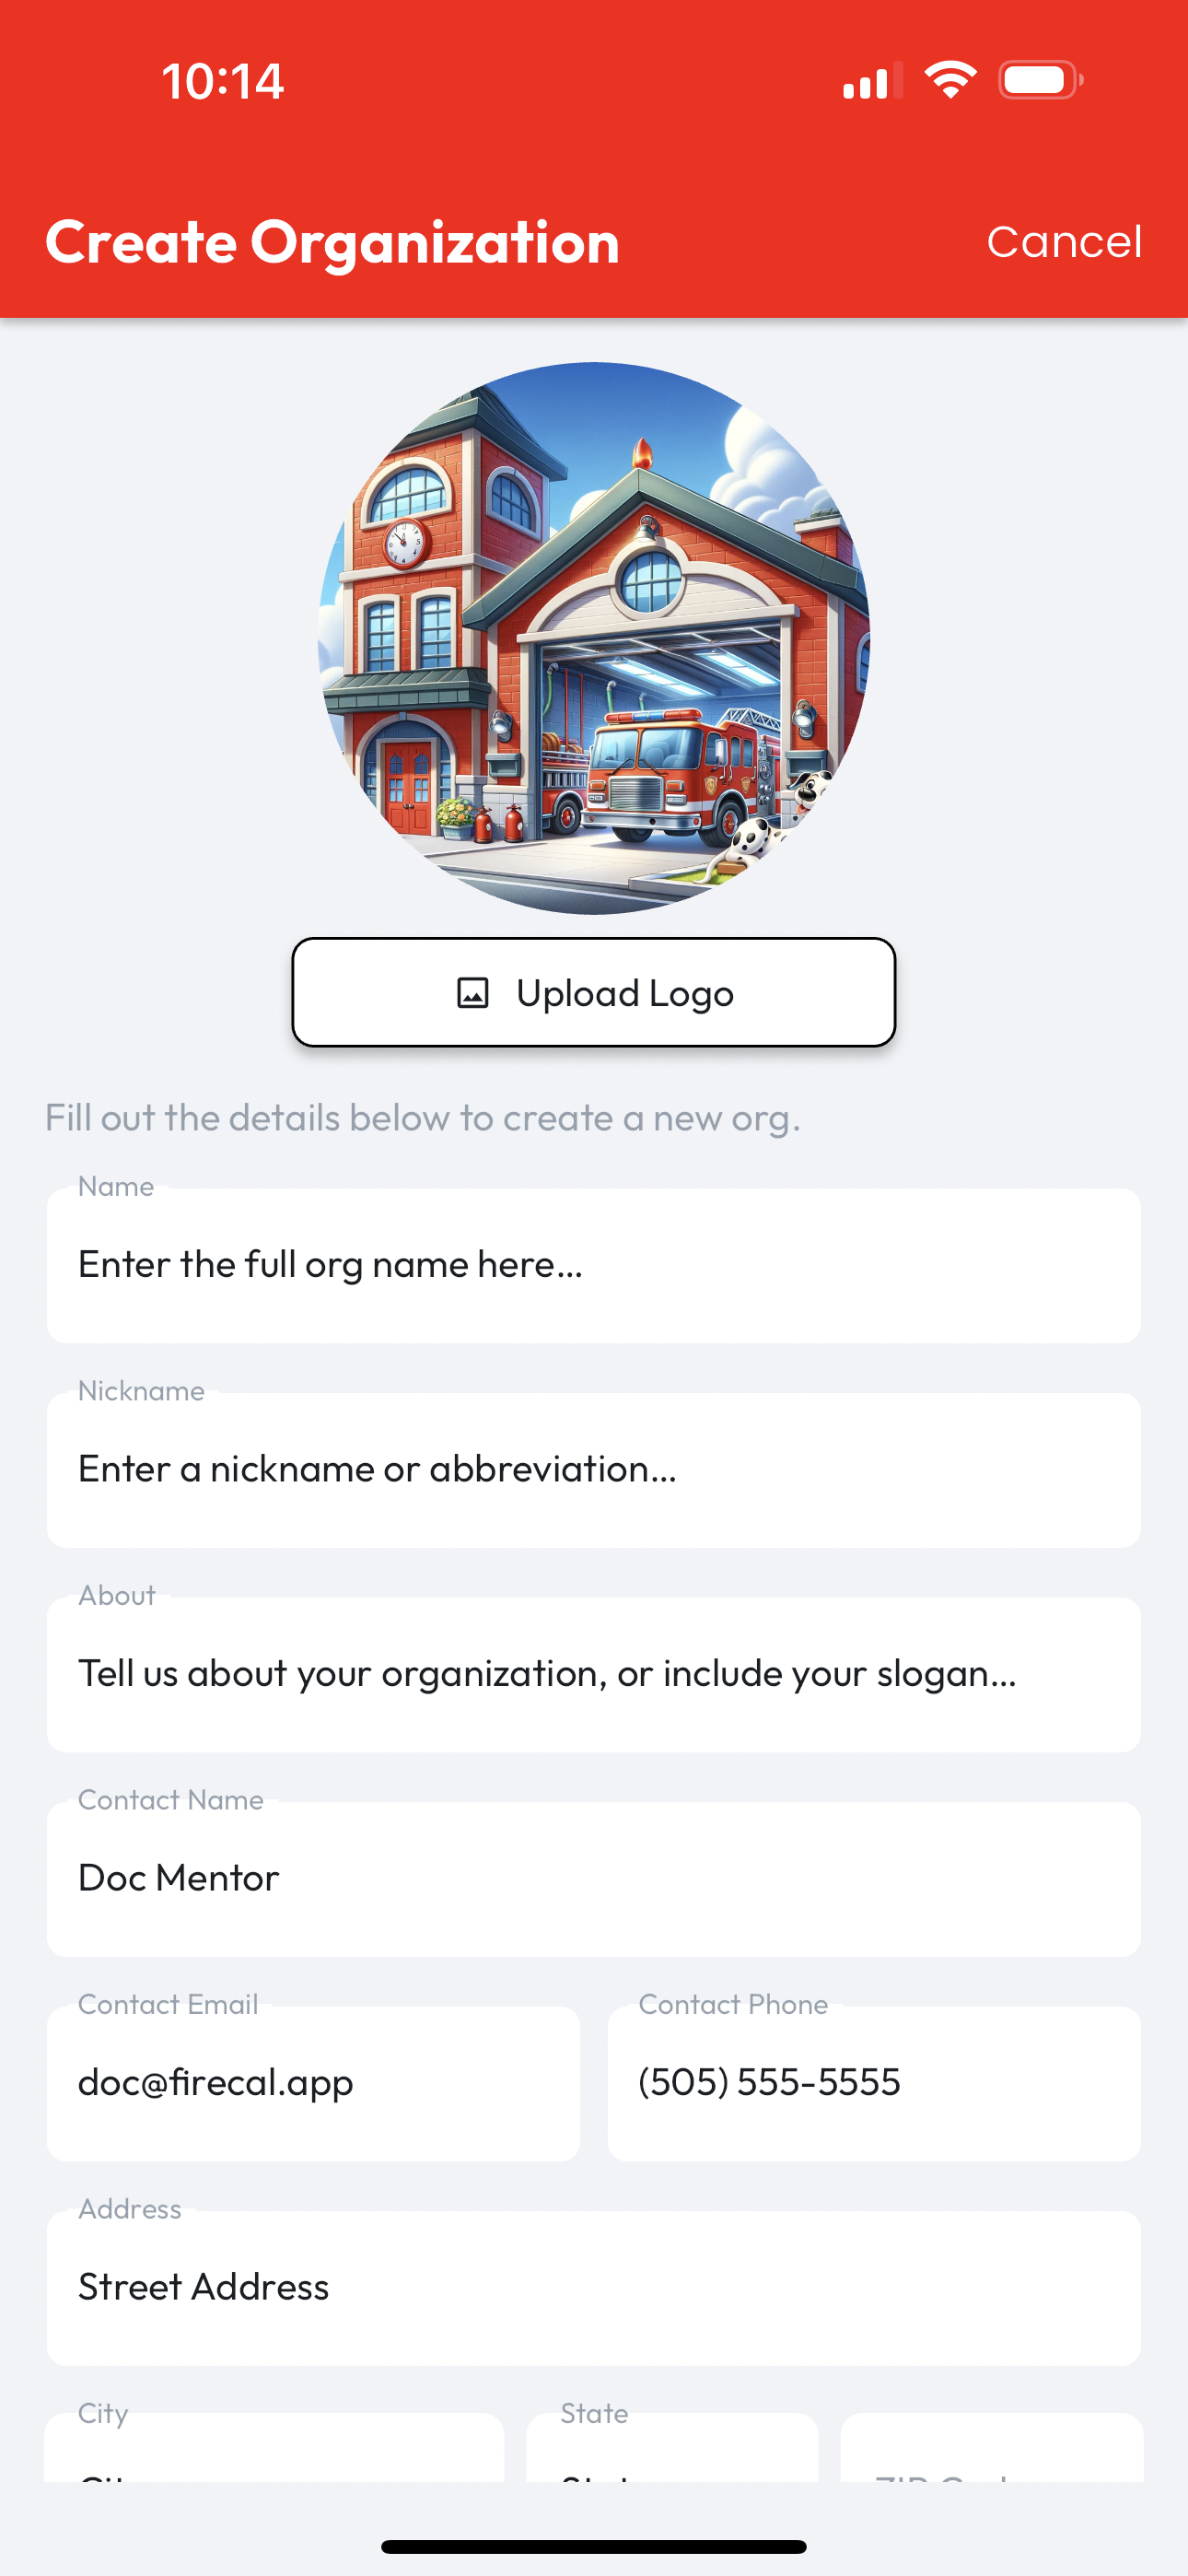 10:14
Create Organization
Cancel
Upload Logo
Fill out the details below to create a new org.
Name
Enter the full org name here...
Nickname
Enter a nickname or abbreviation...
About
Tell us about your organization, or include your slogan...
Contact Name
Doc Mentor
Contact Email
Contact Phone
doc@firecal.app
(505) 555-5555
Address
Street Address
City
State